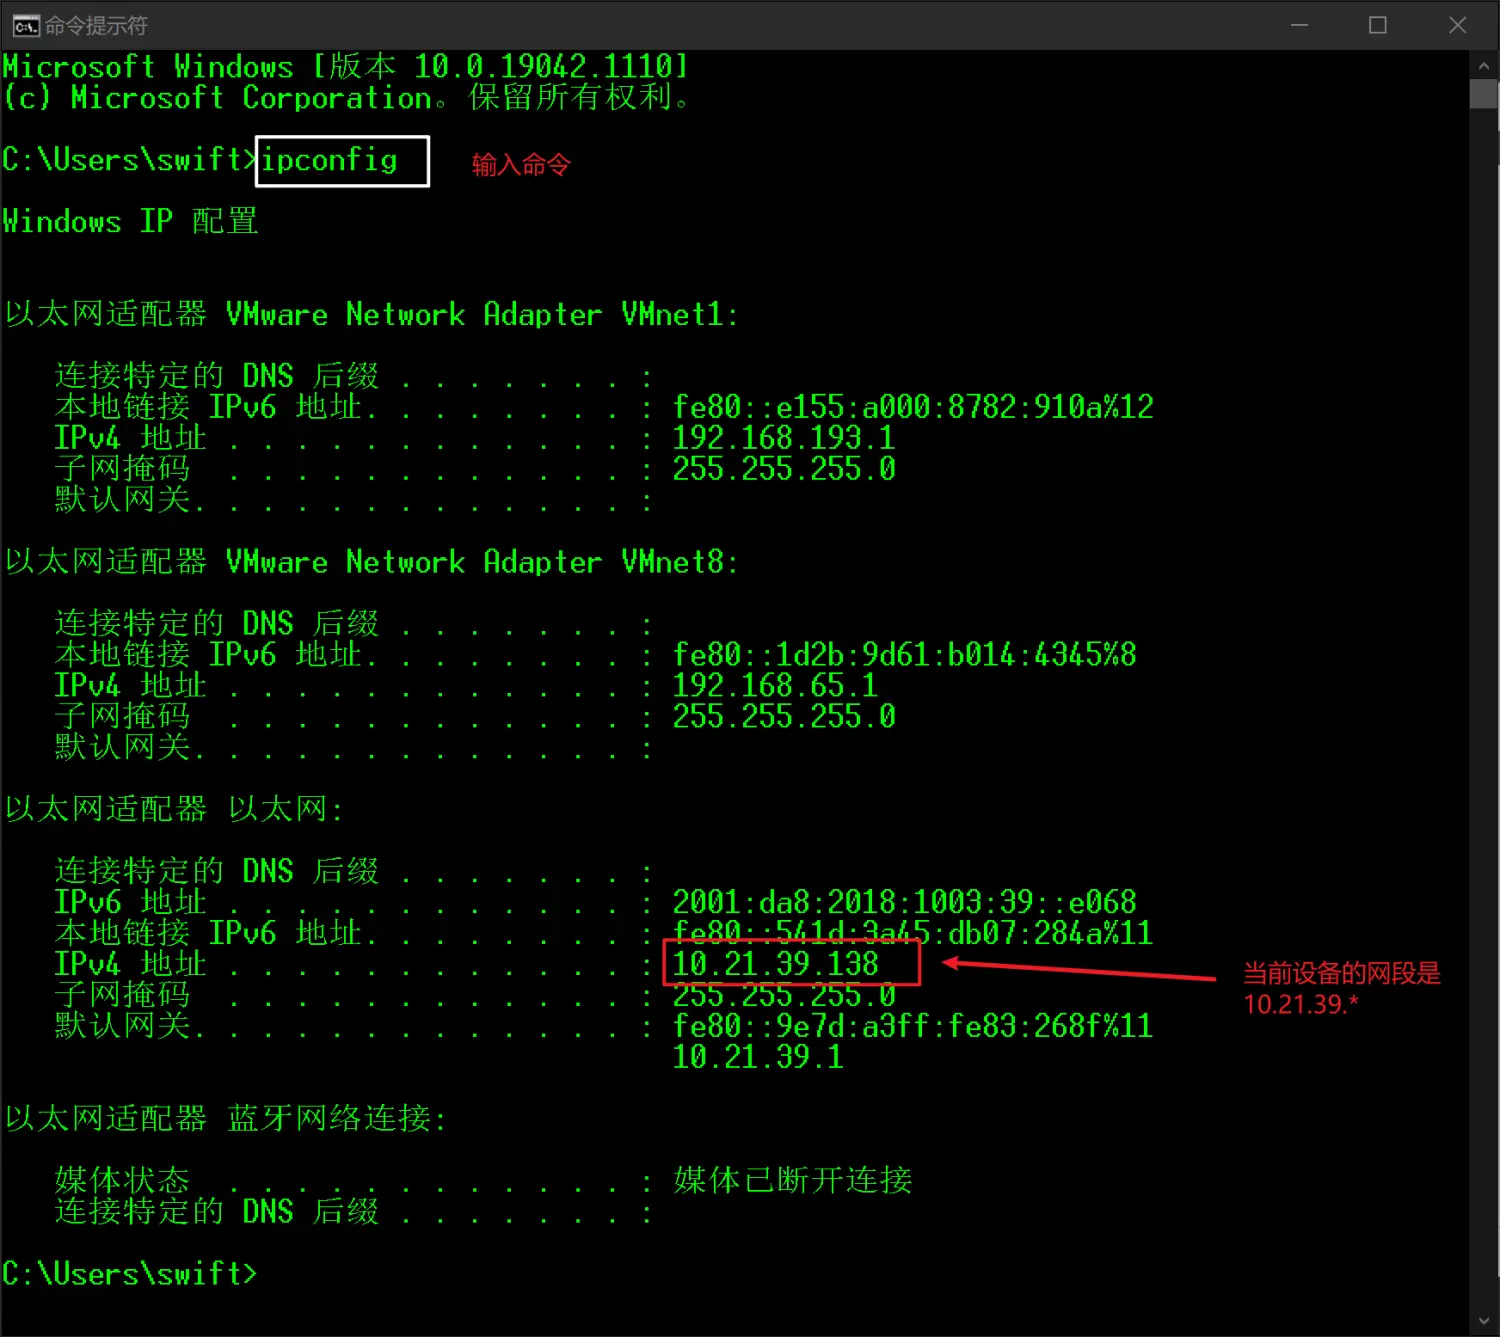 命令提示符
Microsoft Windows [版本 10.0.19042.1110]
(c) Microsoft Corporation。保留所有权利。
C:\Users\swift>ipconfig 输入命令
Windows IP 配置
以太网适配器 VMware Network Adapter VMnet1:
连接特定的 DNS 后缀 . . . . . . . :
本地链接 IPv6 地址. . . . . . . . : fe80::e155:a000:8782:910a%12
IPv4 地址 . . . . . . . . . . . . : 192.168.193.1
子网掩码  . . . . . . . . . . . . : 255.255.255.0
默认网关. . . . . . . . . . . . . :
以太网适配器 VMware Network Adapter VMnet8:
连接特定的 DNS 后缀 . . . . . . . :
本地链接 IPv6 地址. . . . . . . . : fe80::1d2b:9d61:b014:4345%8
IPv4 地址 . . . . . . . . . . . . : 192.168.65.1
子网掩码  . . . . . . . . . . . . : 255.255.255.0
默认网关. . . . . . . . . . . . . :
以太网适配器 以太网:
连接特定的 DNS 后缀 . . . . . . . :
IPv6 地址 . . . . . . . . . . . . : 2001:da8:2018:1003:39::e068
本地链接 IPv6 地址. . . . . . . . : fe80::541d:3a45:db07:284a%11
IPv4 地址 . . . . . . . . . . . . : 10.21.39.138
子网掩码  . . . . . . . . . . . . : 255.255.255.0
默认网关. . . . . . . . . . . . . : fe80::9e7d:a3ff:fe83:268f%11
10.21.39.1
当前设备的网段是
10.21.39.*
以太网适配器 蓝牙网络连接:
媒体状态  . . . . . . . . . . . . : 媒体已断开连接
连接特定的 DNS 后缀 . . . . . . . :
C:\Users\swift>